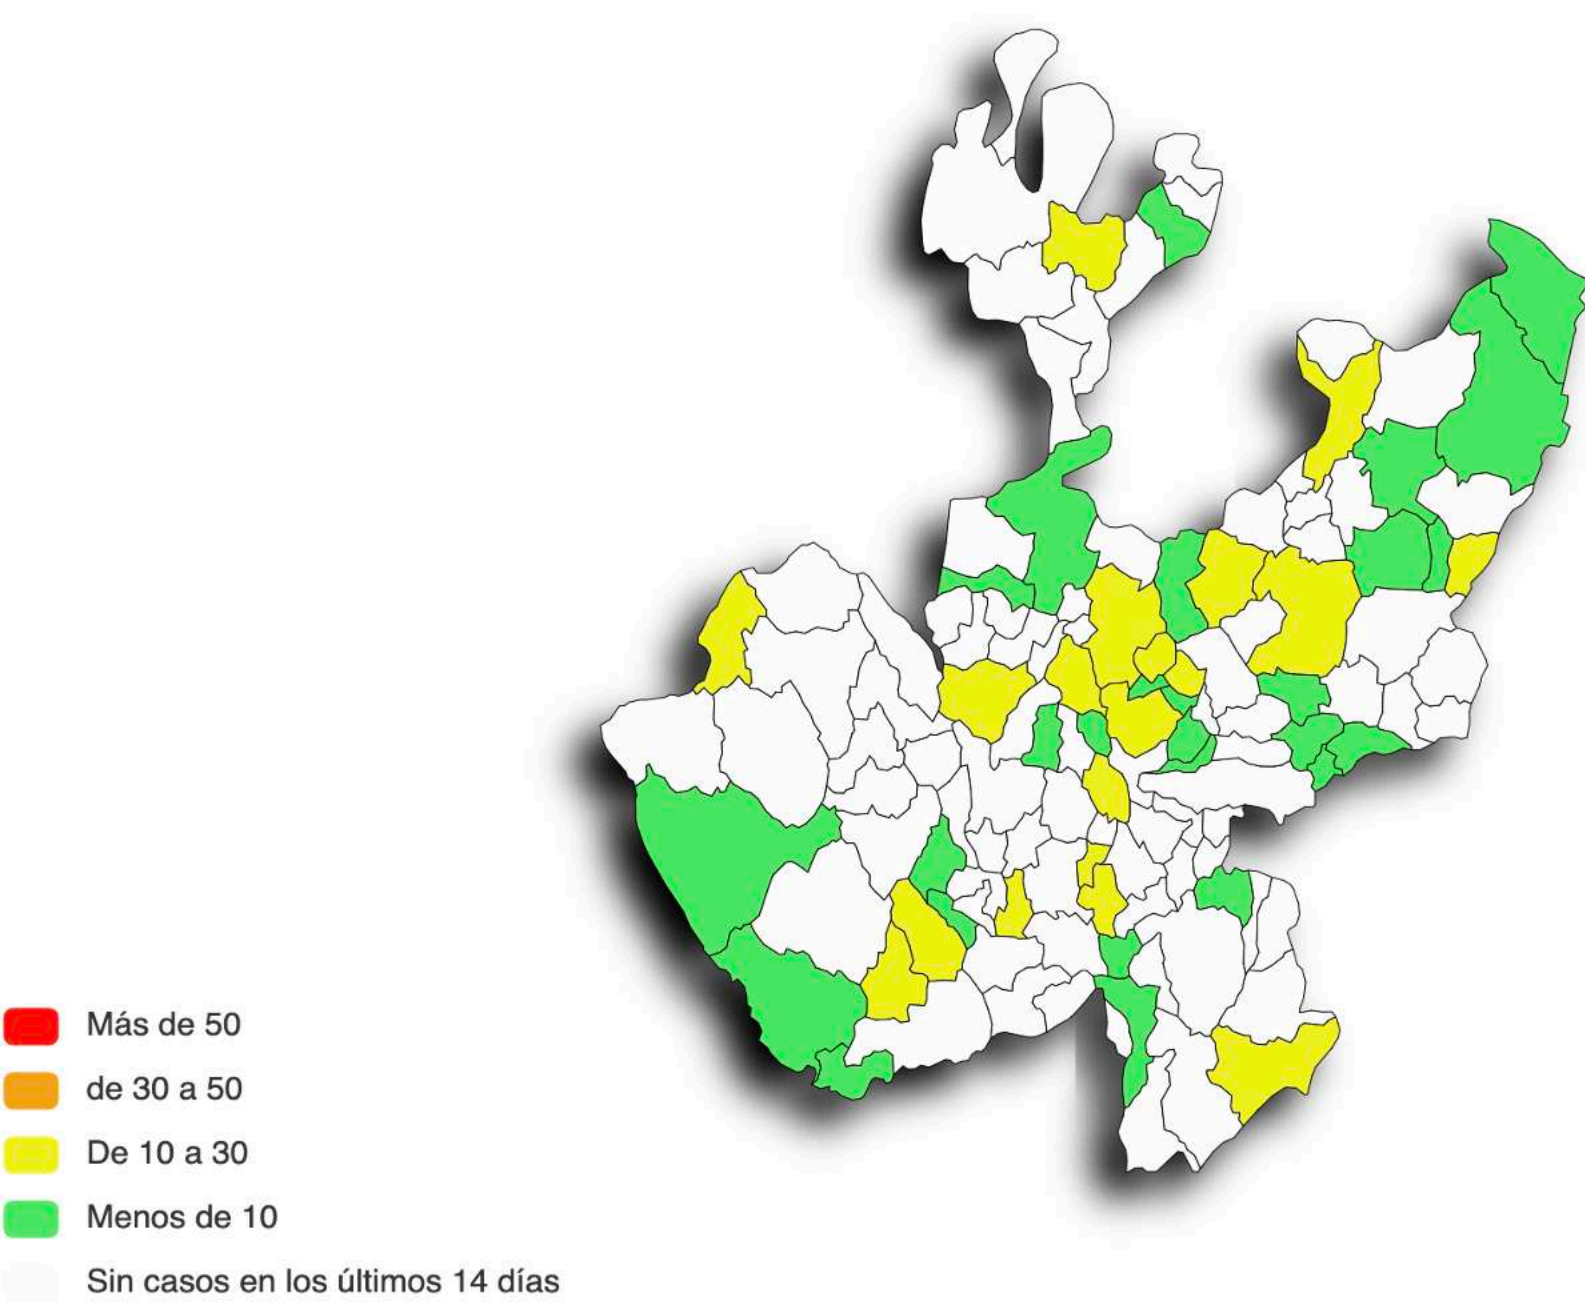 Más de 50
de 30 a 50
De 10 a 30
Menos de 10
Sin casos en los últimos 14 días